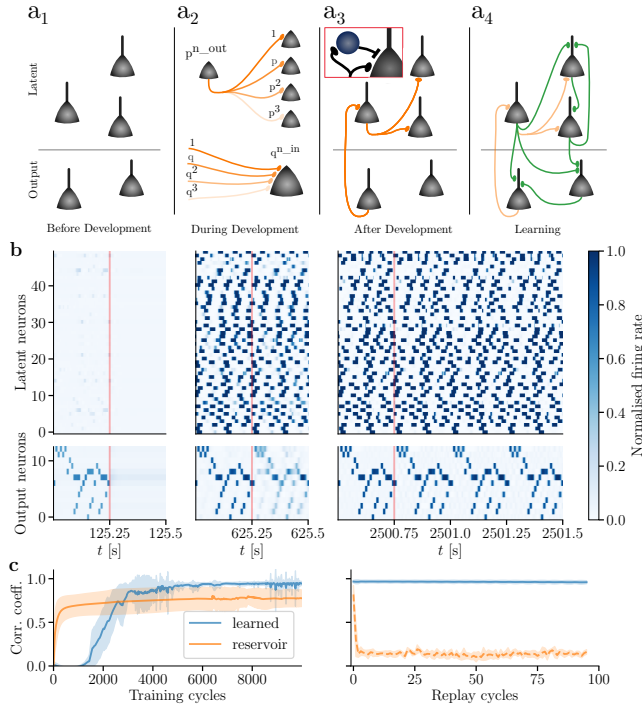 a1
a2
a3
a4
Latent
Output
p^n_out
1
p
p^2
p^3
1
q
q^2
q^3
q^n_in
Before Development
During Development
After Development
Learning
b
Latent neurons
40
30
20
10
0
Output neurons
10
0
125.25 125.5
t [s]
625.25 625.5
t [s]
2500.75 2501.0 2501.25 2501.5
t [s]
1.0
0.8
0.6
0.4
0.2
0.0
Normalised firing rate
c
Corr. coeff.
1.0
0.5
0.0
learned
reservoir
0 2000 4000 6000 8000
Training cycles
0 25 50 75 100
Replay cycles